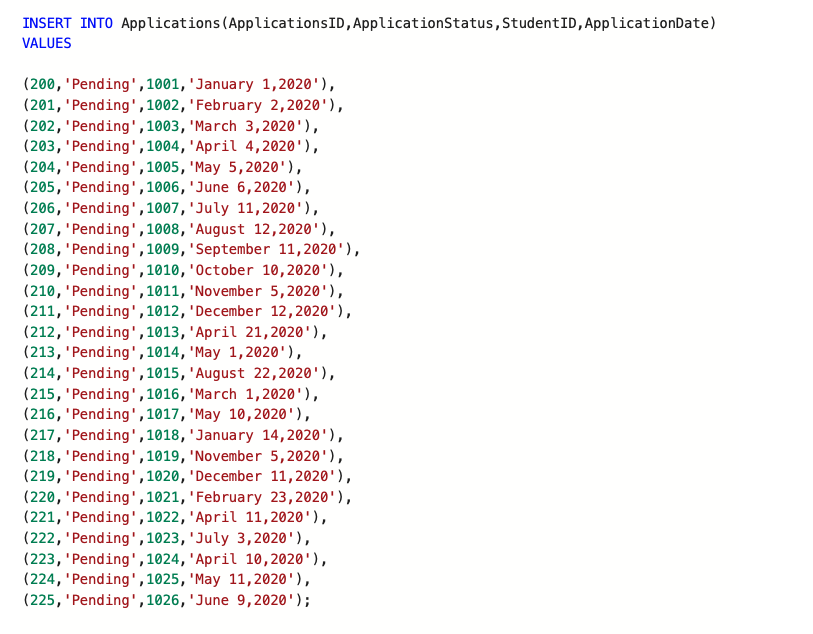 INSERT INTO Applications(ApplicationsID,ApplicationStatus,StudentID,ApplicationDate)
VALUES
(200,'Pending',1001,'January 1,2020'),
(201,'Pending',1002,'February 2,2020'),
(202,'Pending',1003,'March 3,2020'),
(203,'Pending',1004,'April 4,2020'),
(204,'Pending',1005,'May 5,2020'),
(205,'Pending',1006,'June 6,2020'),
(206,'Pending',1007,'July 11,2020'),
(207,'Pending',1008,'August 12,2020'),
(208,'Pending',1009,'September 11,2020'),
(209,'Pending',1010,'October 10,2020'),
(210,'Pending',1011,'November 5,2020'),
(211,'Pending',1012,'December 12,2020'),
(212,'Pending',1013,'April 21,2020'),
(213,'Pending',1014,'May 1,2020'),
(214,'Pending',1015,'August 22,2020'),
(215,'Pending',1016,'March 1,2020'),
(216,'Pending',1017,'May 10,2020'),
(217,'Pending',1018,'January 14,2020'),
(218,'Pending',1019,'November 5,2020'),
(219,'Pending',1020,'December 11,2020'),
(220,'Pending',1021,'February 23,2020'),
(221,'Pending',1022,'April 11,2020'),
(222,'Pending',1023,'July 3,2020'),
(223,'Pending',1024,'April 10,2020'),
(224,'Pending',1025,'May 11,2020'),
(225,'Pending',1026,'June 9,2020');